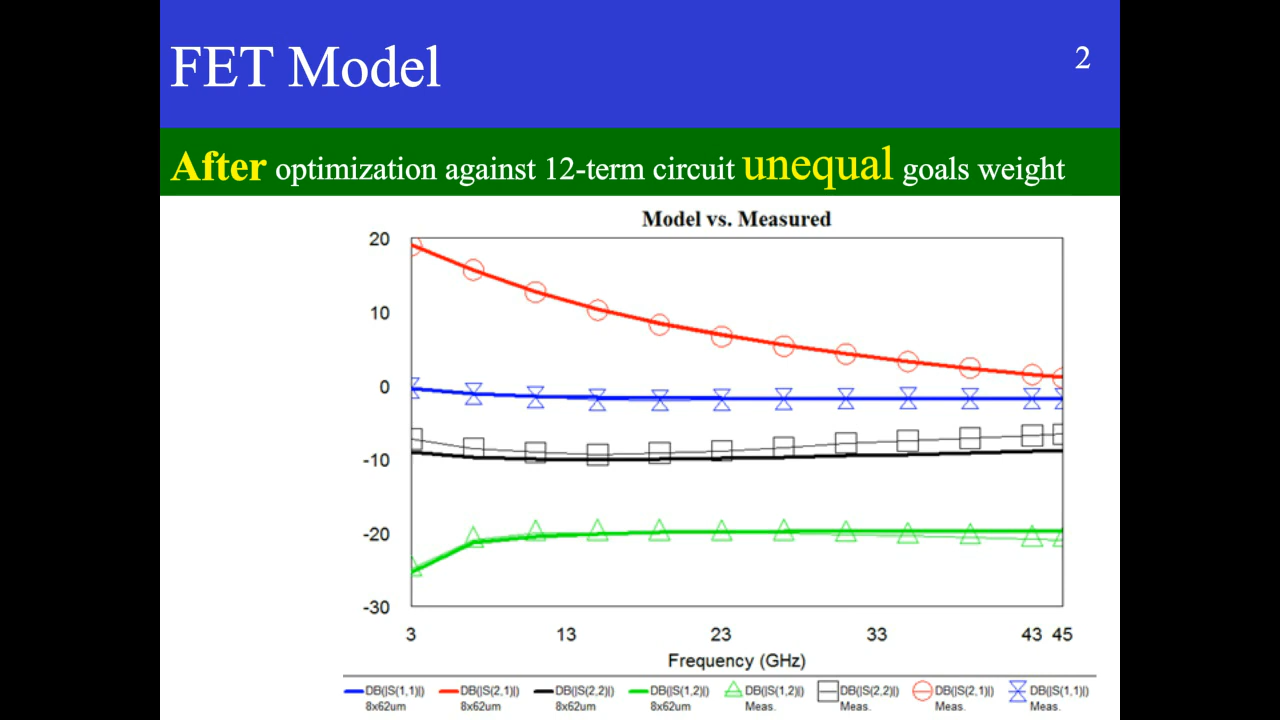 FET Model
2
After optimization against 12-term circuit unequal goals weight
Model vs. Measured
20
10
0
-10
-20
-30
3 13 23 33 43 45
Frequency (GHz)
DB(|S(1,1)|) DB(|S(2,1)|) DB(|S(2,2)|) DB(|S(1,2)|) DB(|S(1,2)|) DB(|S(2,2)|) DB(|S(2,1)|) DB(|S(1,1)|)
8x62um 8x62um 8x62um 8x62um Meas. Meas. Meas. Meas.